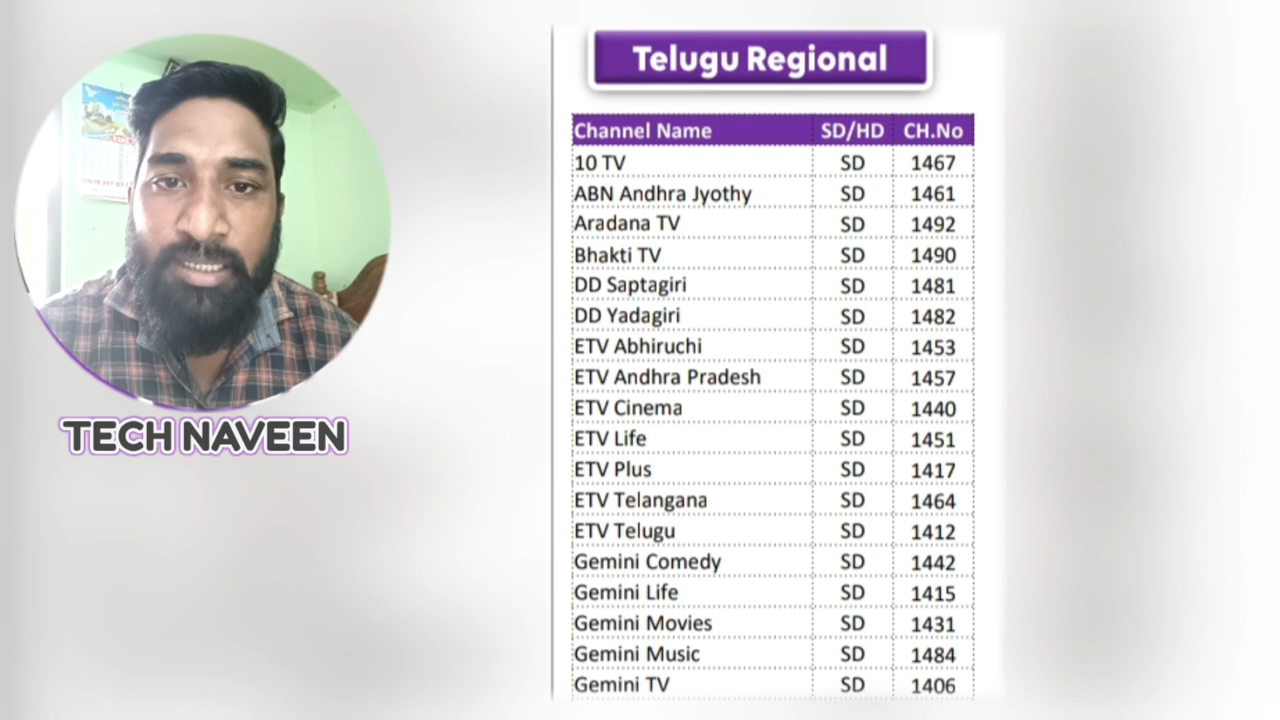 Telugu Regional
Channel Name SD/HD CH.No
10 TV SD 1467
ABN Andhra Jyothy SD 1461
Aradana TV SD 1492
Bhakti TV SD 1490
DD Saptagiri SD 1481
DD Yadagiri SD 1482
ETV Abhiruchi SD 1453
ETV Andhra Pradesh SD 1457
ETV Cinema SD 1440
ETV Life SD 1451
ETV Plus SD 1417
ETV Telangana SD 1464
ETV Telugu SD 1412
Gemini Comedy SD 1442
Gemini Life SD 1415
Gemini Movies SD 1431
Gemini Music SD 1484
Gemini TV SD 1406
TECH NAVEEN